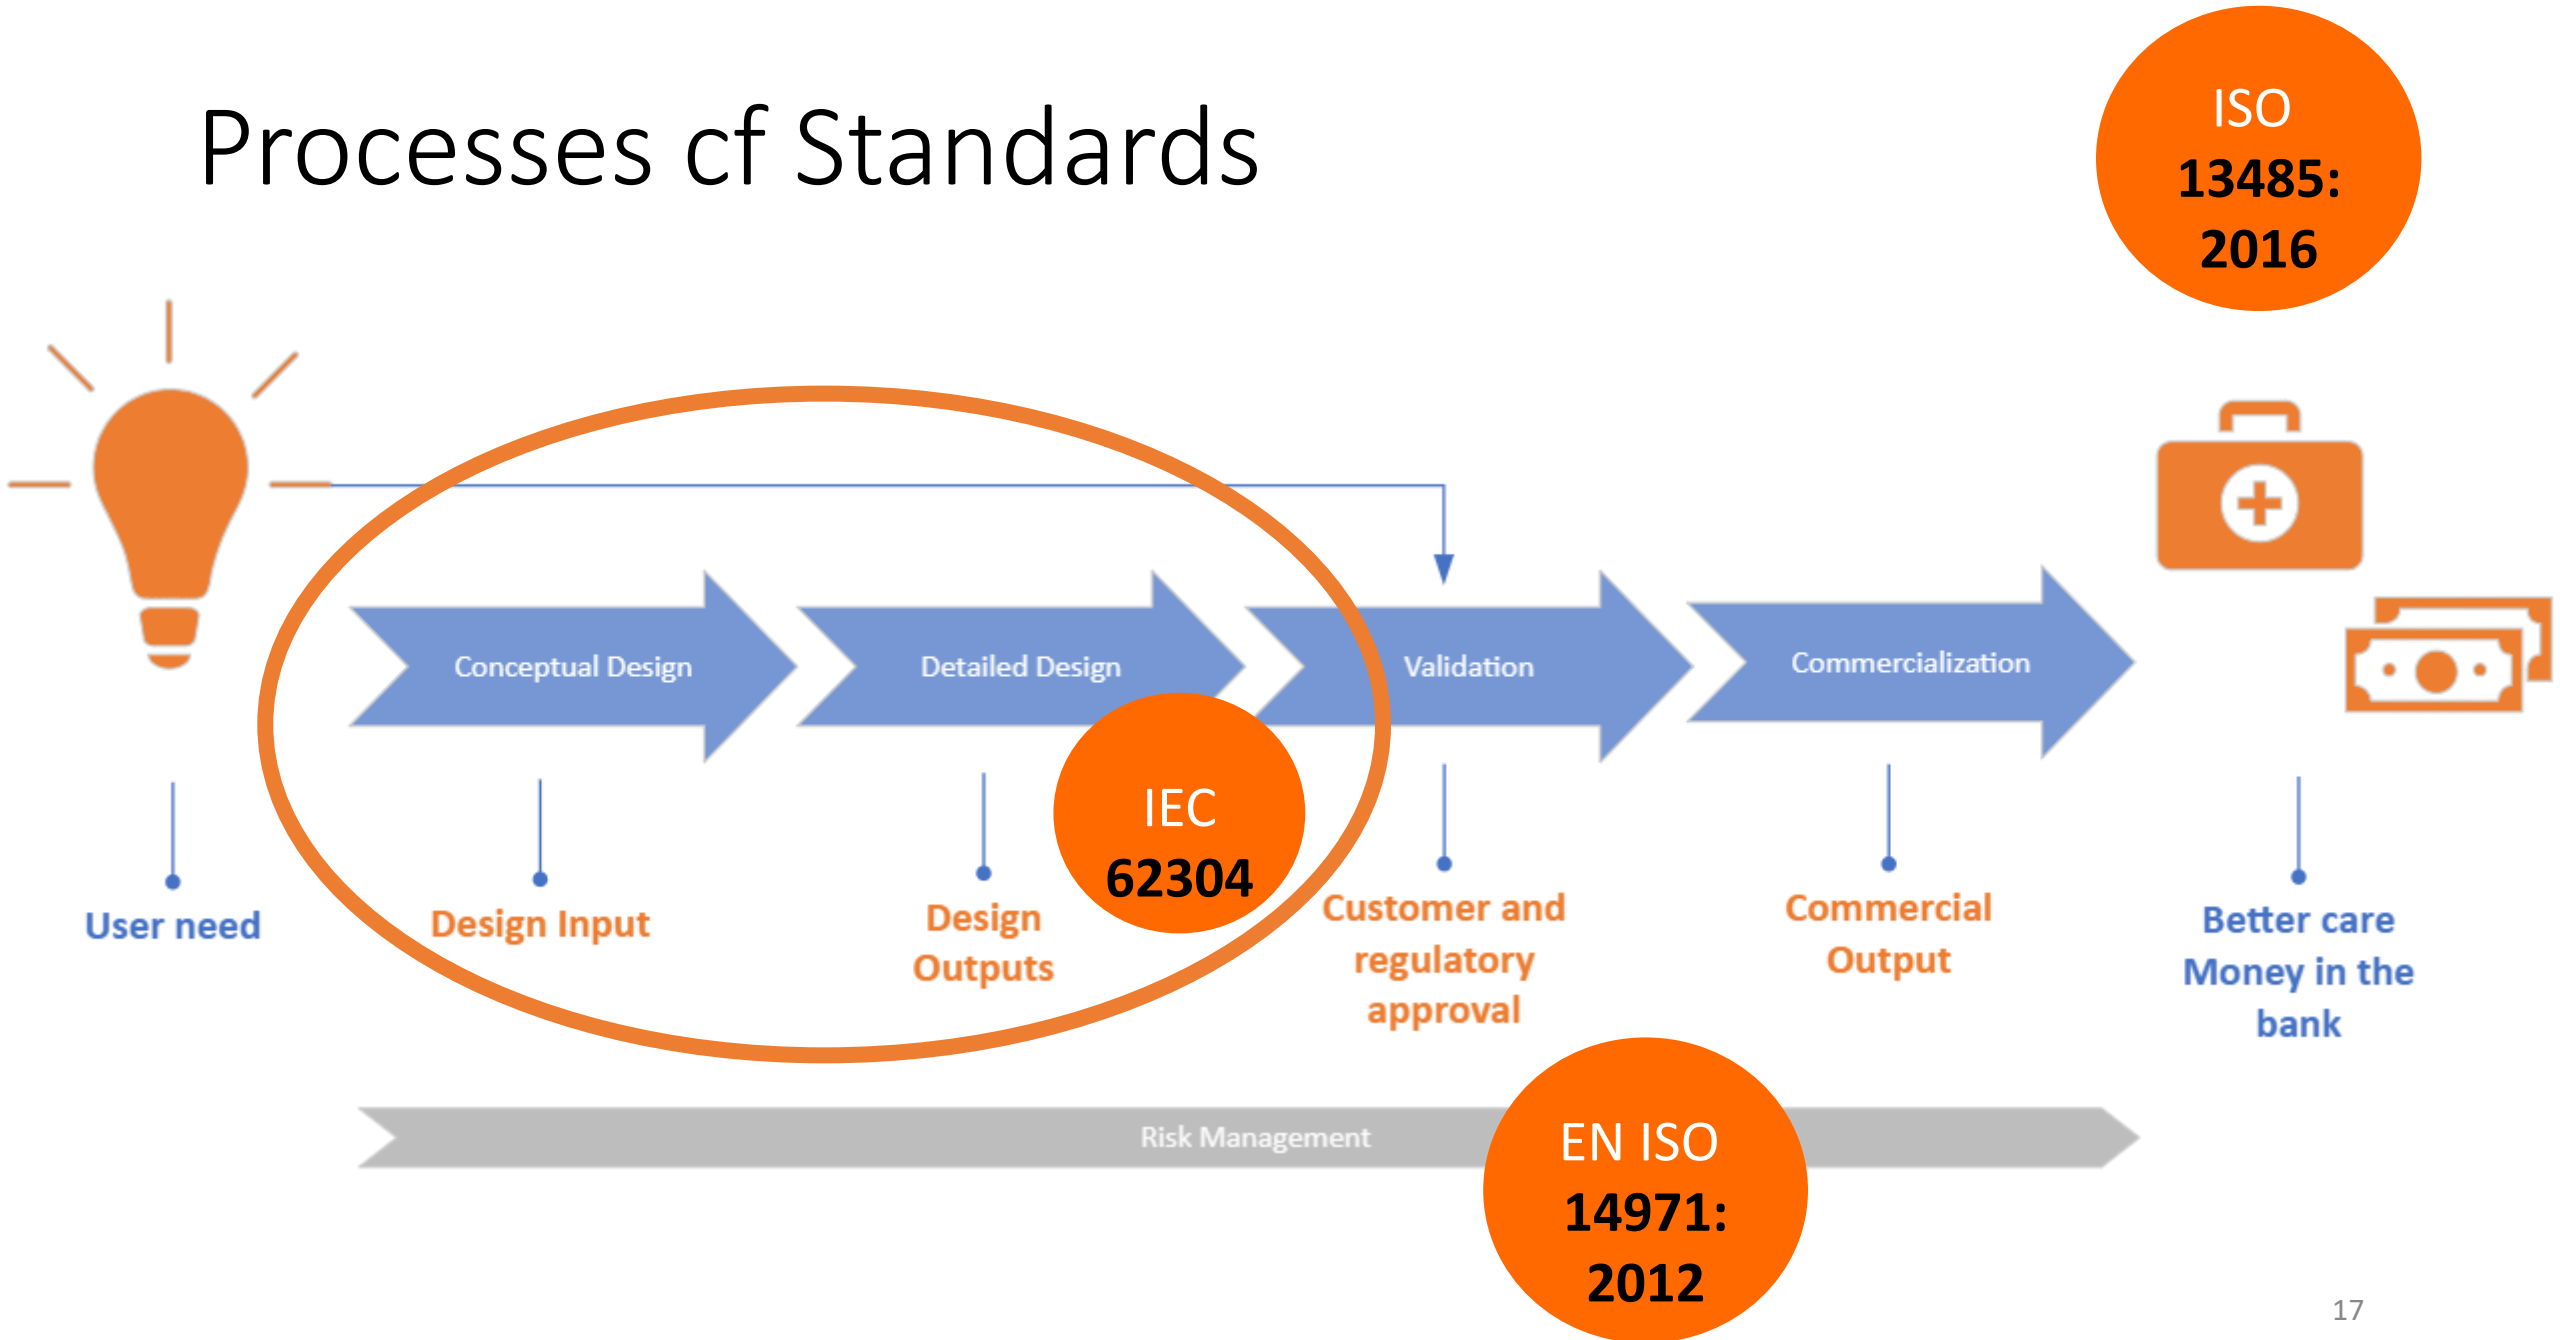 Processes cf Standards
ISO
13485:
2016
Conceptual Design
Detailed Design
Validation
Commercialization
IEC
62304
User need
Design Input
Design
Outputs
Customer and
regulatory
approval
Commercial
Output
Better care
Money in the
bank
Risk Management
EN ISO
14971:
2012
17